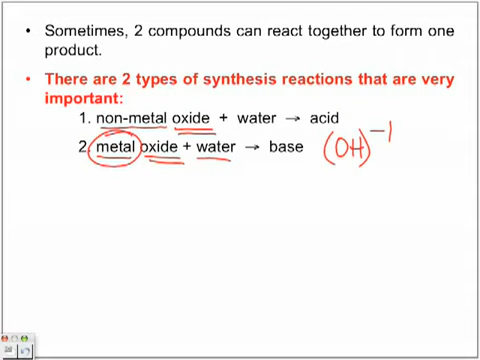 • Sometimes, 2 compounds can react together to form one
product.
• There are 2 types of synthesis reactions that are very
important:
1. non-metal oxide + water → acid
2. metal oxide + water → base (OH)⁻¹